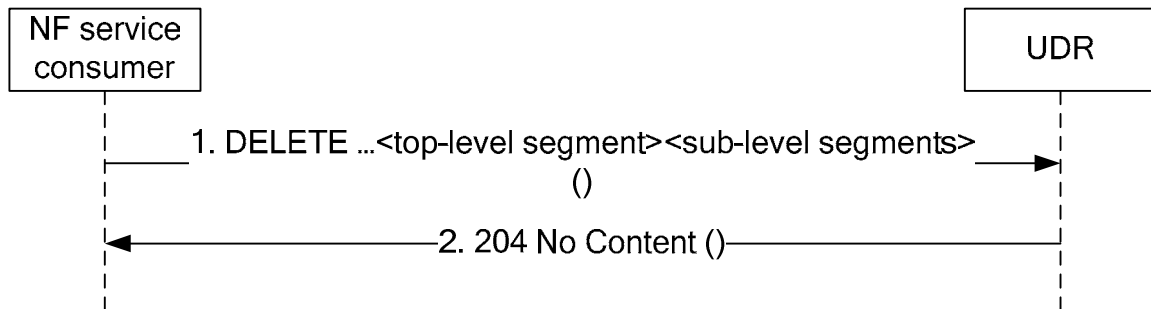 NF service
consumer
UDR
1. DELETE ...<top-level segment><sub-level segments>
()
2. 204 No Content ()